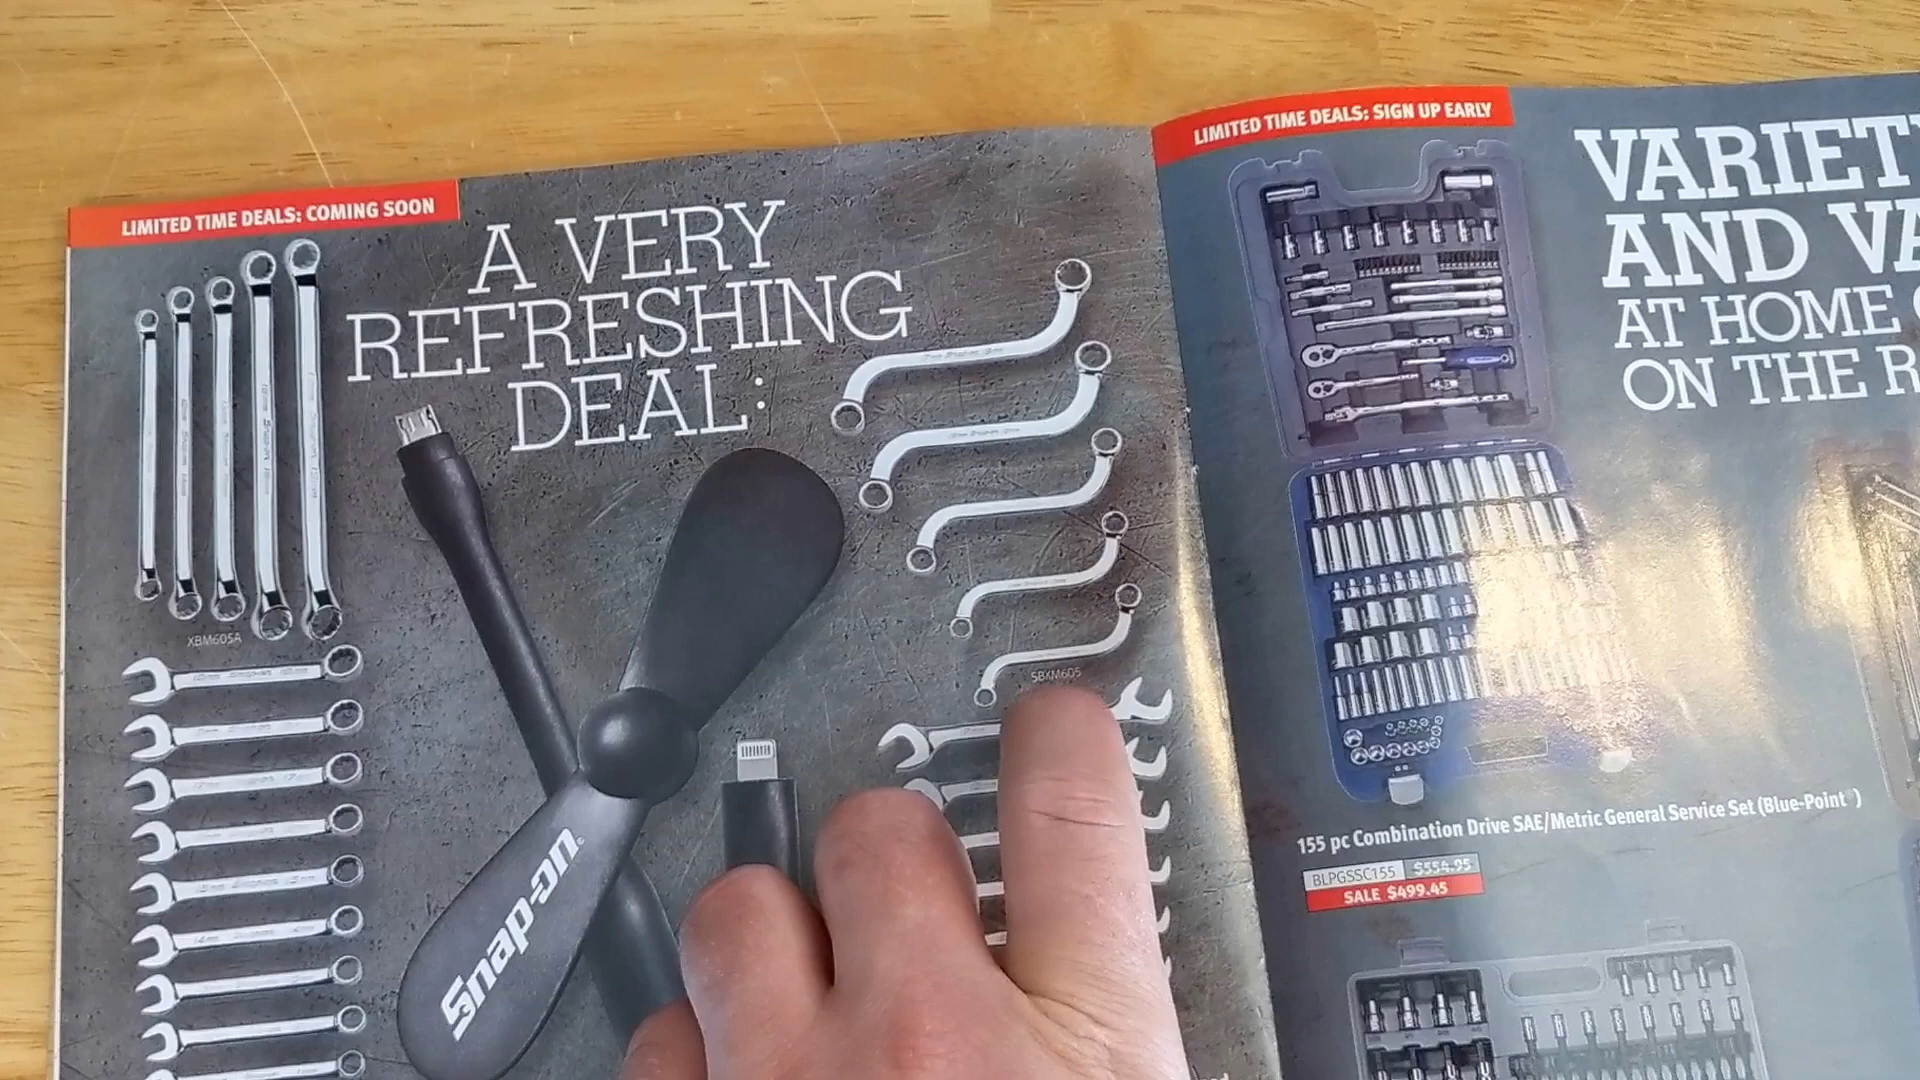 LIMITED TIME DEALS: COMING SOON
A VERY
REFRESHING
DEAL:
XBM605A
SBXM605
Snap-on
LIMITED TIME DEALS: SIGN UP EARLY
VARIETY
AND VA
AT HOME
ON THE R
155 pc Combination Drive SAE/Metric General Service Set (Blue-Point®)
BLPGSSC155 $554.95
SALE $499.45